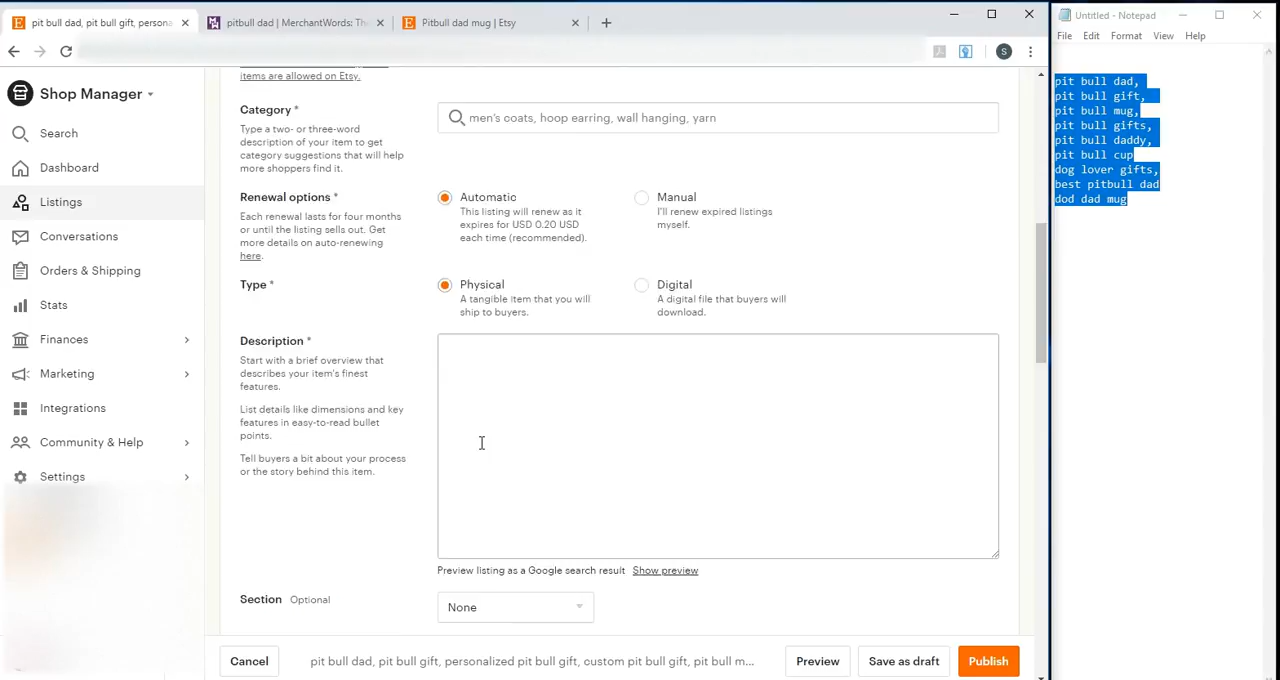 pit bull dad, pit bull gift, persona
pitbull dad | MerchantWords: The
Pitbull dad mug | Etsy
Untitled - Notepad
File Edit Format View Help
S
Shop Manager
Search
Dashboard
Listings
Conversations
Orders & Shipping
Stats
Finances
Marketing
Integrations
Community & Help
Settings
items are allowed on Etsy.
Category *
Type a two- or three-word
description of your item to get
category suggestions that will help
more shoppers find it.
men's coats, hoop earring, wall hanging, yarn
Renewal options *
Each renewal lasts for four months
or until the listing sells out. Get
more details on auto-renewing
here.
Automatic
This listing will renew as it
expires for USD 0.20 USD
each time (recommended).
Manual
I'll renew expired listings
myself.
Type *
Physical
A tangible item that you will
ship to buyers.
Digital
A digital file that buyers will
download.
Description *
Start with a brief overview that
describes your item's finest
features.
List details like dimensions and key
features in easy-to-read bullet
points.
Tell buyers a bit about your process
or the story behind this item.
Preview listing as a Google search result Show preview
Section Optional
None
Cancel
pit bull dad, pit bull gift, personalized pit bull gift, custom pit bull gift, pit bull m...
Preview
Save as draft
Publish
pit bull dad,
pit bull gift,
pit bull mug,
pit bull gifts,
pit bull daddy,
pit bull cup
dog lover gifts,
best pitbull dad
dod dad mug